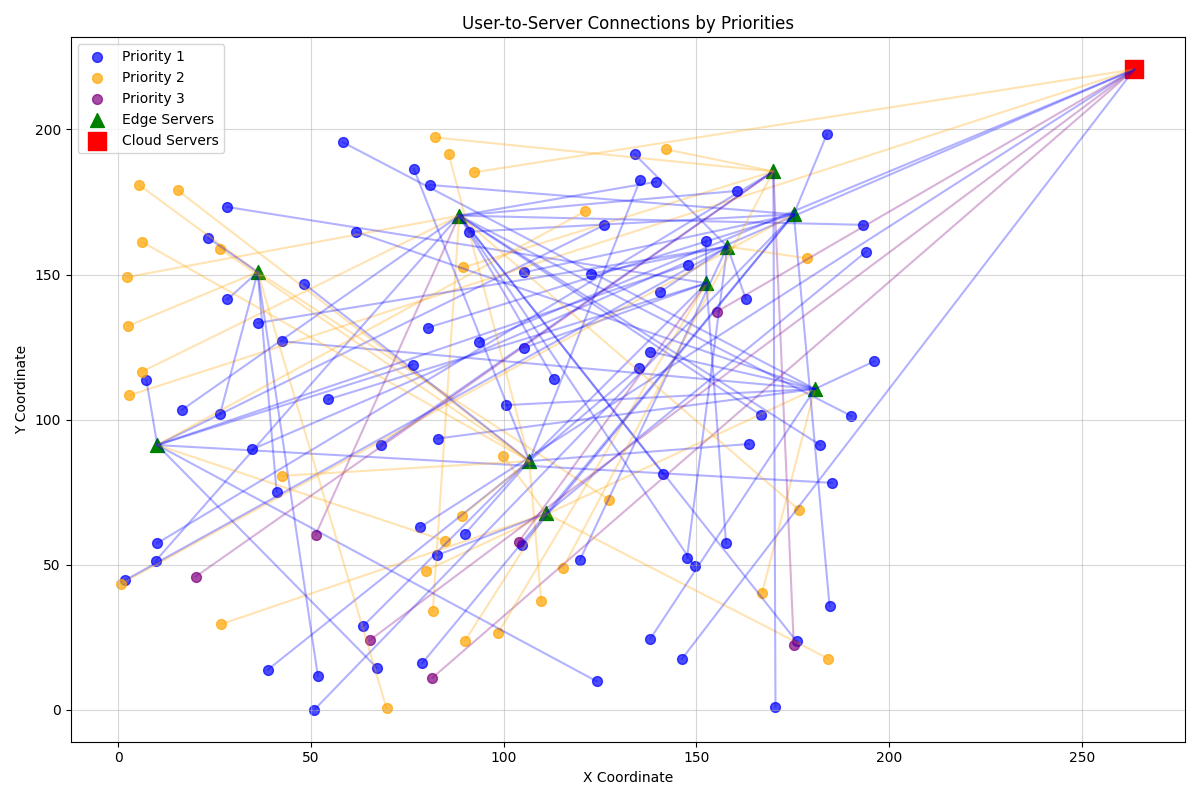 User-to-Server Connections by Priorities
Priority 1
Priority 2
Priority 3
Edge Servers
Cloud Servers
Y Coordinate
200
150
100
50
0
0 50 100 150 200 250
X Coordinate